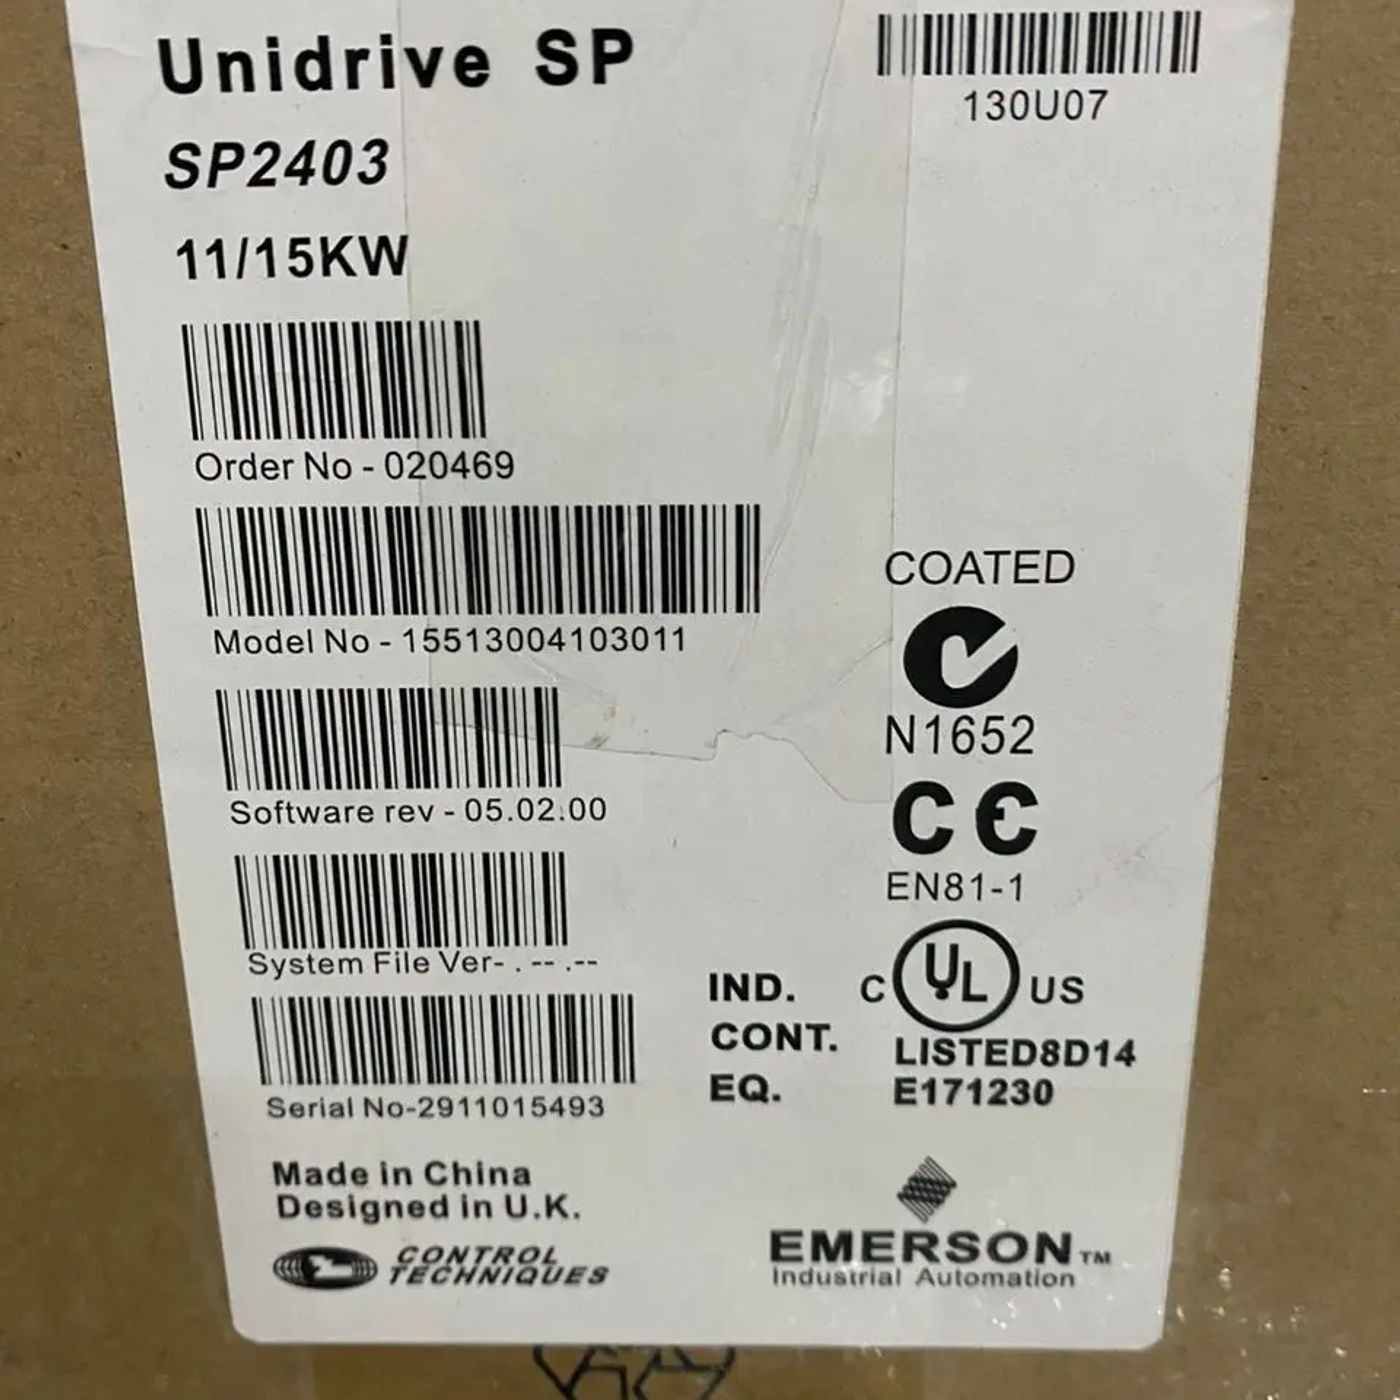 Unidrive SP
130U07
SP2403
11/15KW
Order No - 020469
Model No - 15513004103011
COATED
N1652
Software rev - 05.02.00
CE
EN81-1
System File Ver- . -- .--
IND.
CONT.
EQ.
C UL US
LISTED8D14
E171230
Serial No-2911015493
Made in China
Designed in U.K.
CONTROL
TECHNIQUES
EMERSON TM
Industrial Automation